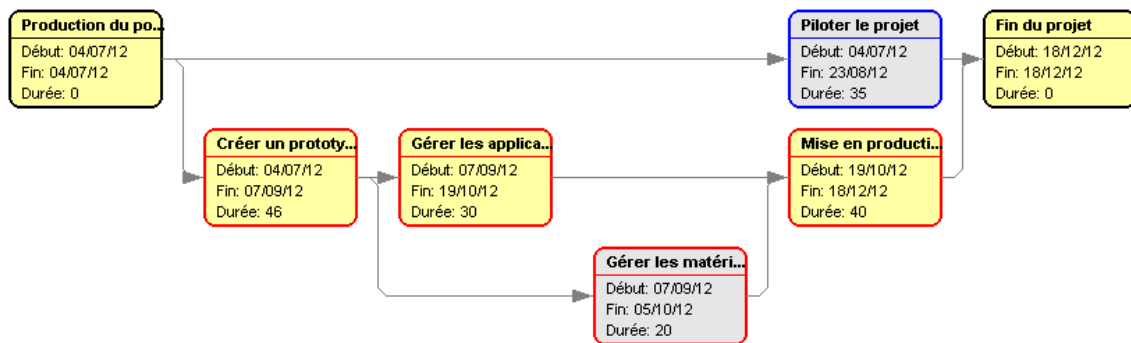 Production du po...
Début: 04/07/12
Fin: 04/07/12
Durée: 0
Piloter le projet
Début: 04/07/12
Fin: 23/08/12
Durée: 35
Fin du projet
Début: 18/12/12
Fin: 18/12/12
Durée: 0
Créer un prototy...
Début: 04/07/12
Fin: 07/09/12
Durée: 46
Gérer les applica...
Début: 07/09/12
Fin: 19/10/12
Durée: 30
Mise en producti...
Début: 19/10/12
Fin: 18/12/12
Durée: 40
Gérer les matéri...
Début: 07/09/12
Fin: 05/10/12
Durée: 20